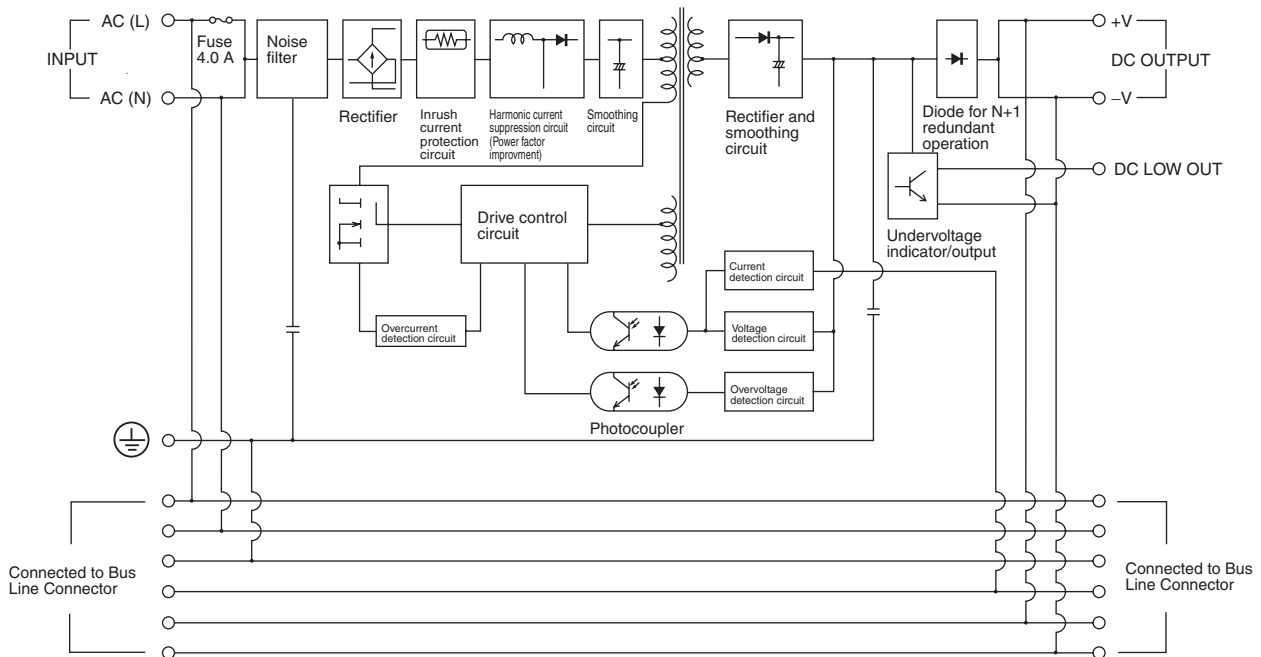 AC (L)
INPUT
AC (N)
Fuse
4.0 A
Noise
filter
Rectifier
Inrush
current
protection
circuit
Harmonic current
suppression circuit
(Power factor
improvment)
Smoothing
circuit
Rectifier and
smoothing
circuit
Diode for N+1
redundant
operation
+V
DC OUTPUT
–V
DC LOW OUT
Undervoltage
indicator/output
Drive control
circuit
Overcurrent
detection circuit
Current
detection circuit
Voltage
detection circuit
Overvoltage
detection circuit
Photocoupler
Connected to Bus
Line Connector
Connected to Bus
Line Connector